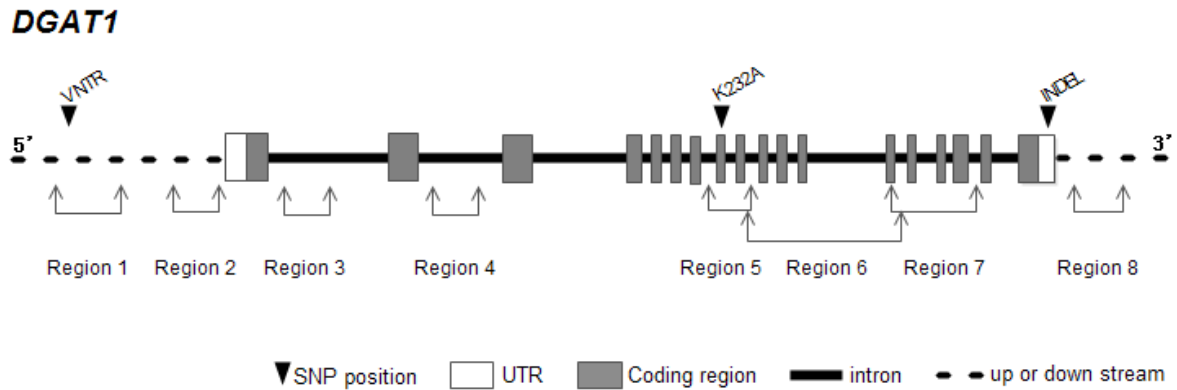 DGAT1
VNTR
K232A
INDEL
5'
3'
Region 1
Region 2
Region 3
Region 4
Region 5
Region 6
Region 7
Region 8
SNP position
UTR
Coding region
intron
up or down stream